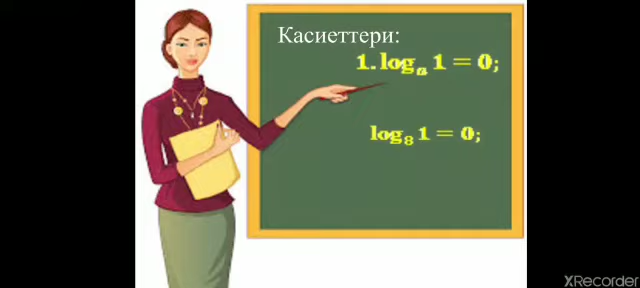 Касиеттери:
1. logₐ 1 = 0;
log₈ 1 = 0;
XRecorder